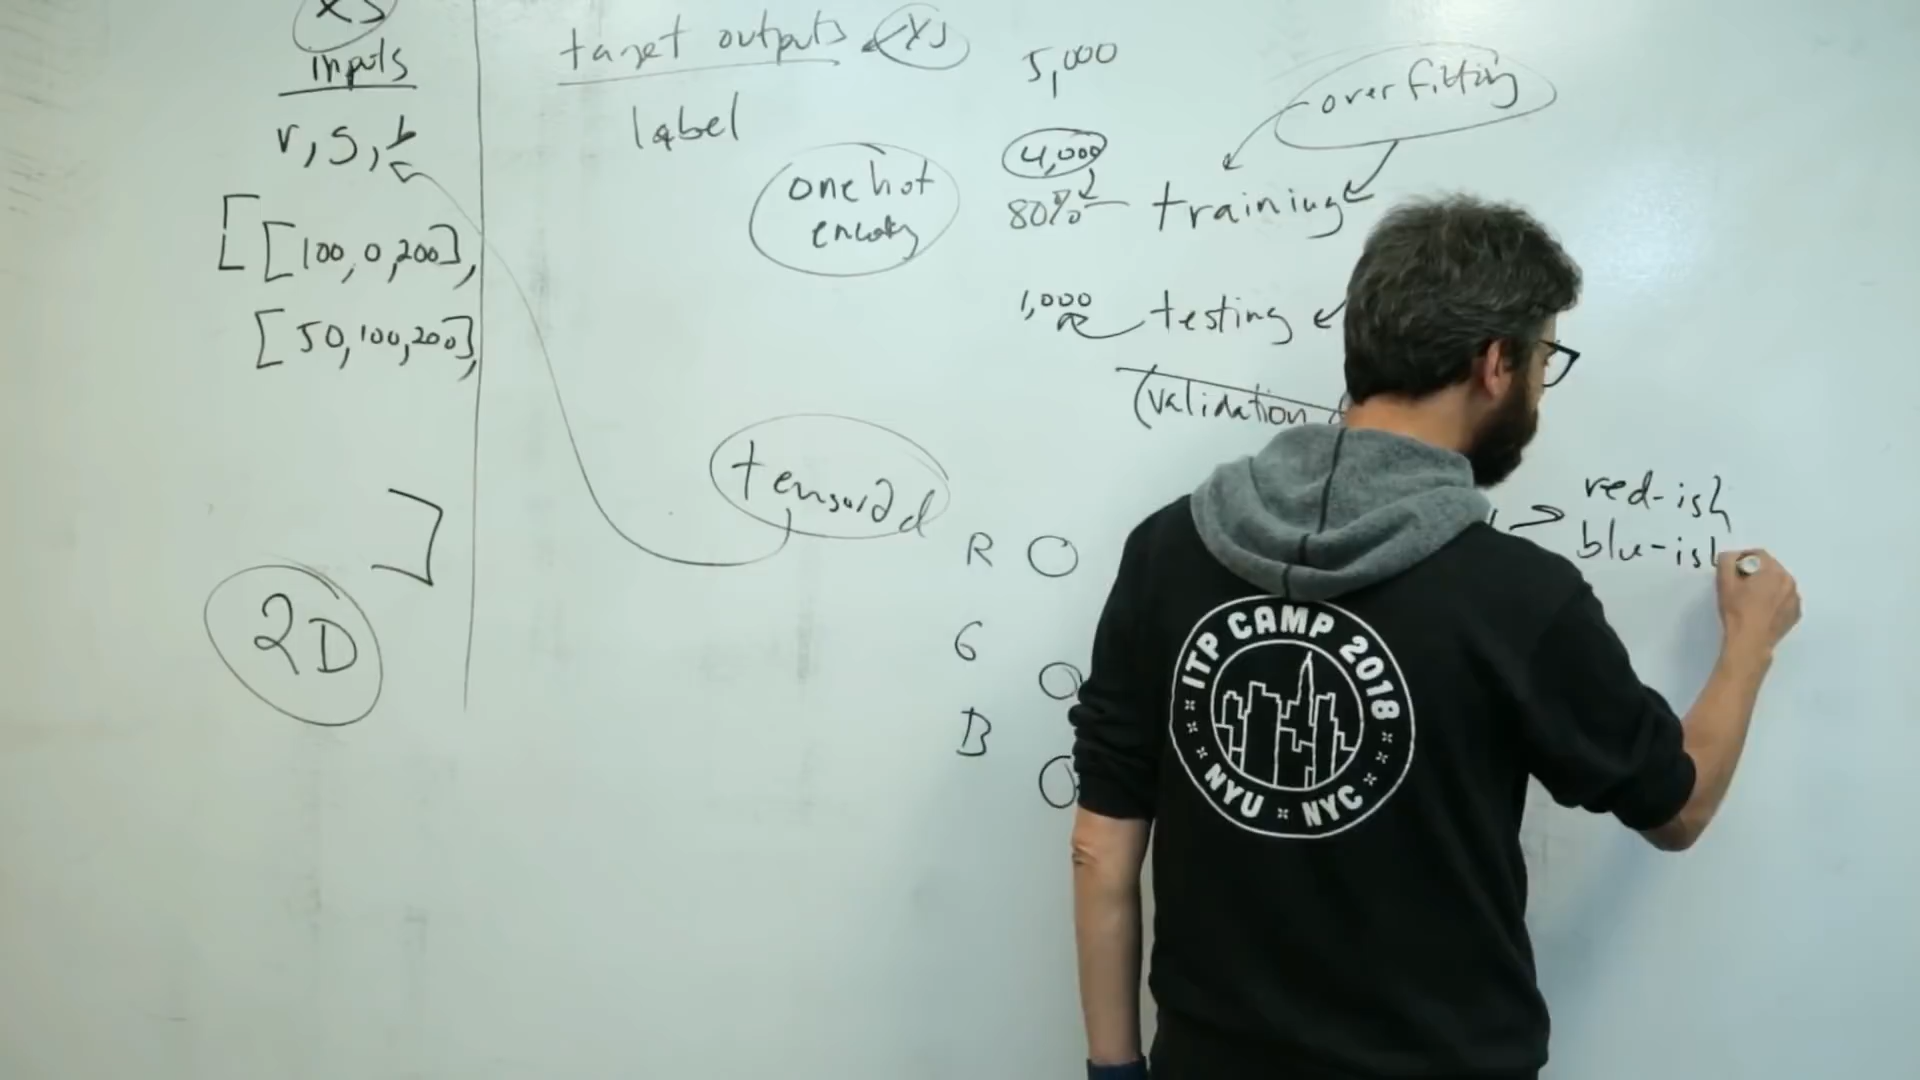 xs
inputs
r, g, b
[[100, 0, 200],
[50, 100, 200],
]
2D
target outputs
ys
label
one hot
encoding
tensor2d
5,000
4,000
80%
training
overfitting
1,000
testing
(validation
R
G
B
red-ish
blue-ish
ITP CAMP 2018
NYU NYC